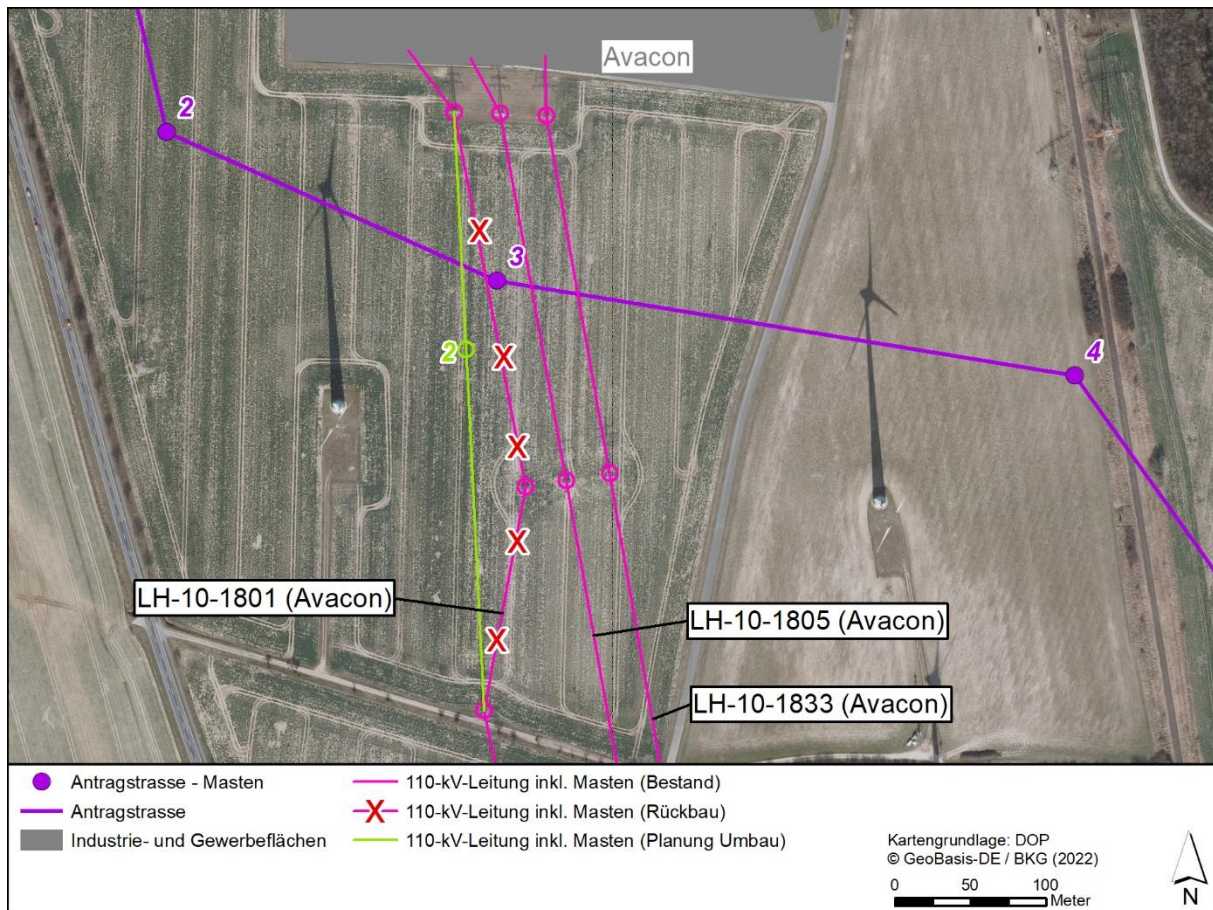 Avacon
2
3
2
4
LH-10-1801 (Avacon)
LH-10-1805 (Avacon)
LH-10-1833 (Avacon)
Antragstrasse - Masten
Antragstrasse
Industrie- und Gewerbeflächen
110-kV-Leitung inkl. Masten (Bestand)
110-kV-Leitung inkl. Masten (Rückbau)
110-kV-Leitung inkl. Masten (Planung Umbau)
Kartengrundlage: DOP
© GeoBasis-DE / BKG (2022)
0 50 100
Meter
N